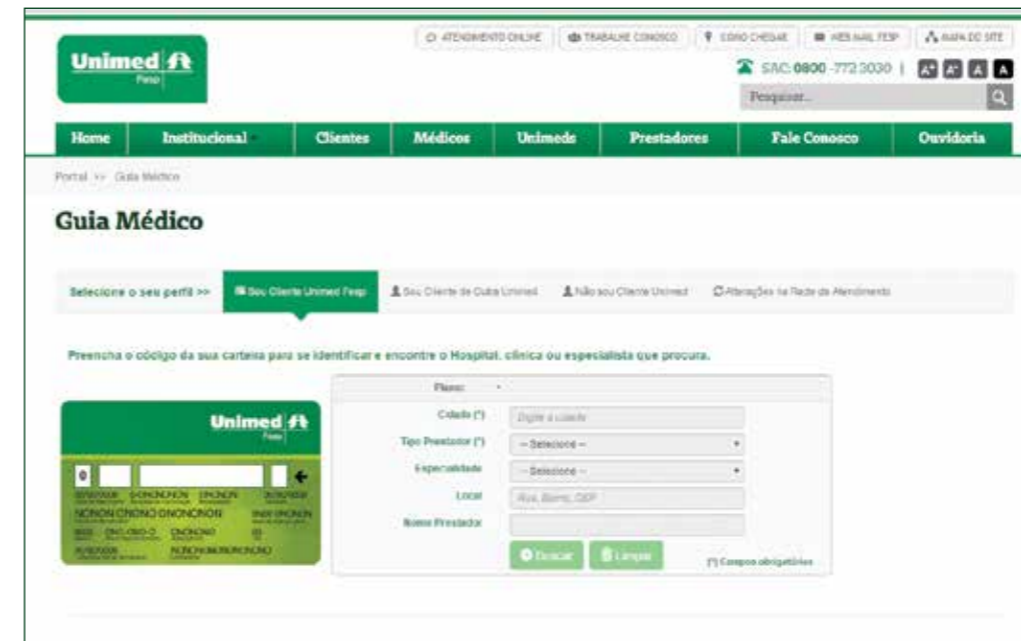 Unimed
Fesp
ATENDIMENTO ONLINE
TRABALHE CONOSCO
COMO CHEGAR
WEB MAIL FESP
MAPA DO SITE
SAC: 0800 -772 3030 |
Pesquisar...
Home Institucional Clientes Médicos Unimeds Prestadores Fale Conosco Ouvidoria
Portal >> Guia Médico
Guia Médico
Selecione o seu perfil >> Sou Cliente Unimed Fesp Sou Cliente de Outra Unimed Não sou Cliente Unimed Alterações na Rede de Atendimento
Preencha o código da sua carteira para se identificar e encontre o Hospital, clínica ou especialista que procura.
Plano: -
Unimed
Fesp
0
Cidade (*) Digite a cidade
Tipo Prestador (*) -- Selecione --
Especialidade -- Selecione --
Local Rua, Bairro, CEP
Nome Prestador
Buscar Limpar
(*) Campos obrigatórios